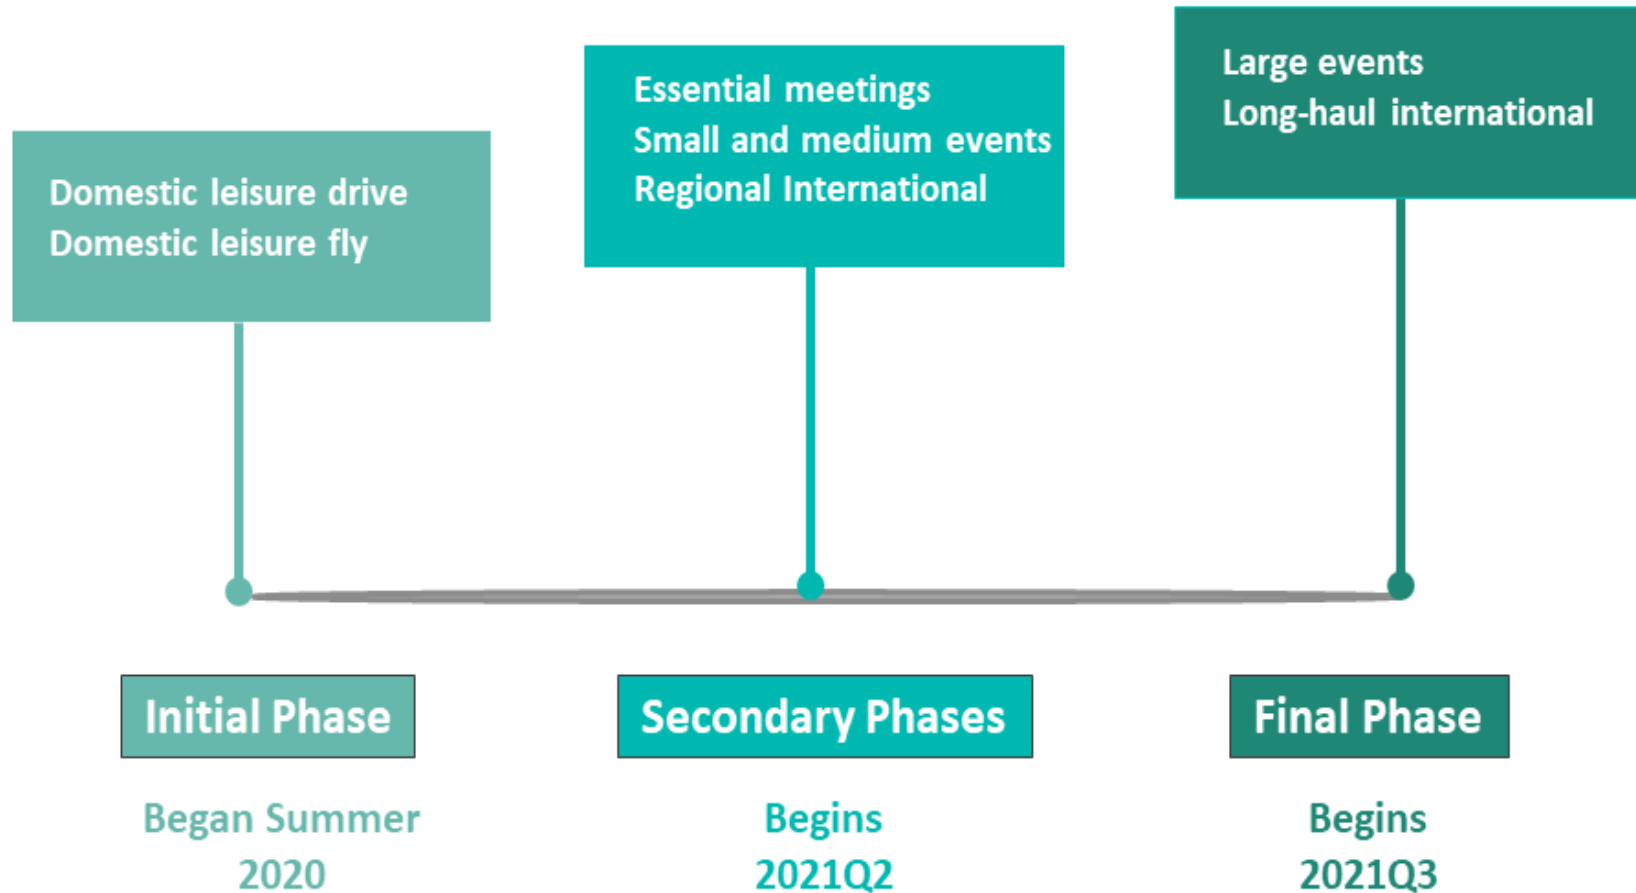 Domestic leisure drive
Domestic leisure fly
Essential meetings
Small and medium events
Regional International
Large events
Long-haul international
Initial Phase
Began Summer
2020
Secondary Phases
Begins
2021Q2
Final Phase
Begins
2021Q3